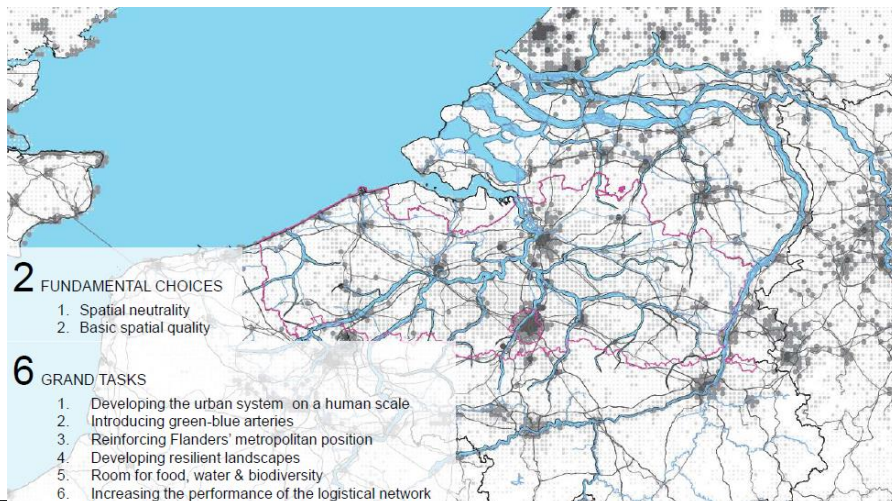 2 FUNDAMENTAL CHOICES
1. Spatial neutrality
2. Basic spatial quality
6 GRAND TASKS
1. Developing the urban system on a human scale
2. Introducing green-blue arteries
3. Reinforcing Flanders' metropolitan position
4. Developing resilient landscapes
5. Room for food, water & biodiversity
6. Increasing the performance of the logistical network